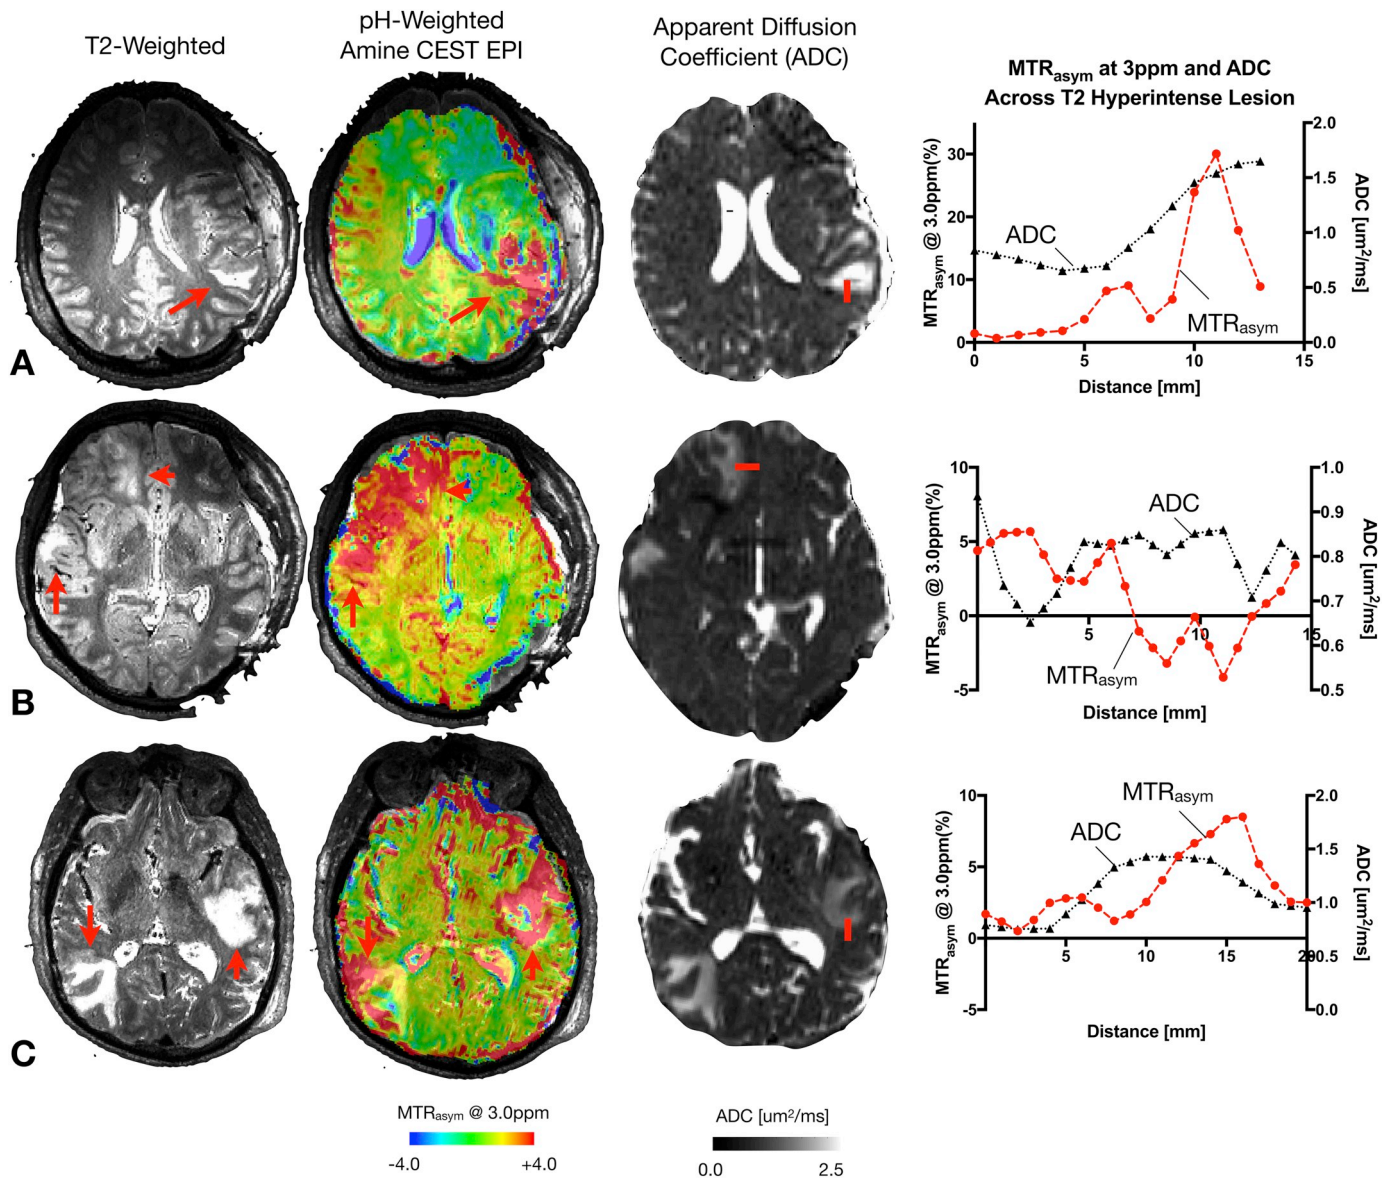 T2-Weighted
pH-Weighted
Amine CEST EPI
Apparent Diffusion
Coefficient (ADC)
MTRasym at 3ppm and ADC
Across T2 Hyperintense Lesion
A
MTRasym @ 3.0ppm(%)
30
20
10
0
0
5
10
15
Distance [mm]
2.0
1.5
1.0
0.5
0.0
ADC [um²/ms]
ADC
MTRasym
B
MTRasym @ 3.0ppm(%)
10
5
0
-5
5
10
15
Distance [mm]
1.0
0.9
0.8
0.7
0.6
0.5
ADC [um²/ms]
ADC
MTRasym
C
MTRasym @ 3.0ppm(%)
10
5
0
-5
5
10
15
20
Distance [mm]
2.0
1.5
1.0
0.5
0.0
ADC [um²/ms]
MTRasym
ADC
MTRasym @ 3.0ppm
-4.0
+4.0
ADC [um²/ms]
0.0
2.5